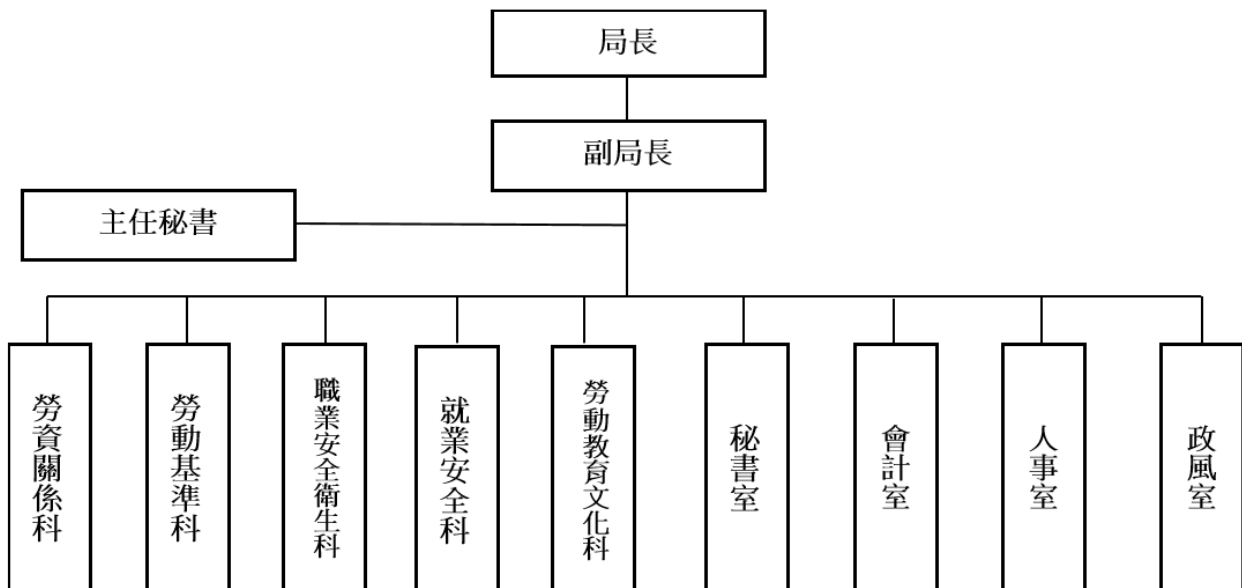 局長
副局長
主任秘書
勞資關係科
勞動基準科
職業安全衛生科
就業安全科
勞動教育文化科
秘書室
會計室
人事室
政風室